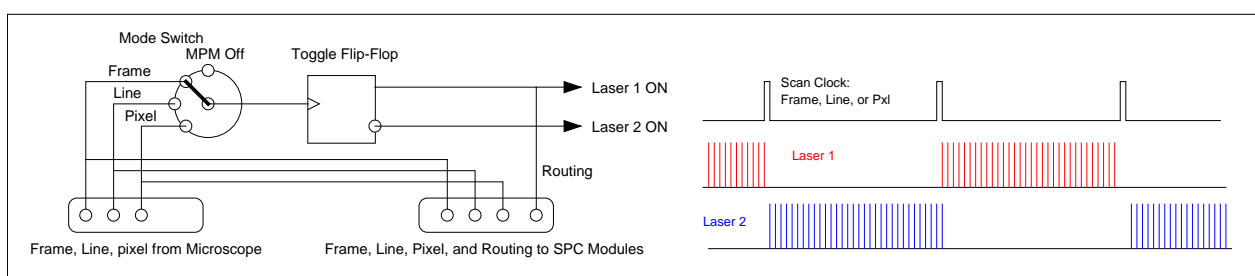 Mode Switch
MPM Off
Toggle Flip-Flop
Frame
Line
Pixel
Laser 1 ON
Laser 2 ON
Routing
Frame, Line, pixel from Microscope
Frame, Line, Pixel, and Routing to SPC Modules
Scan Clock:
Frame, Line, or Pxl
Laser 1
Laser 2